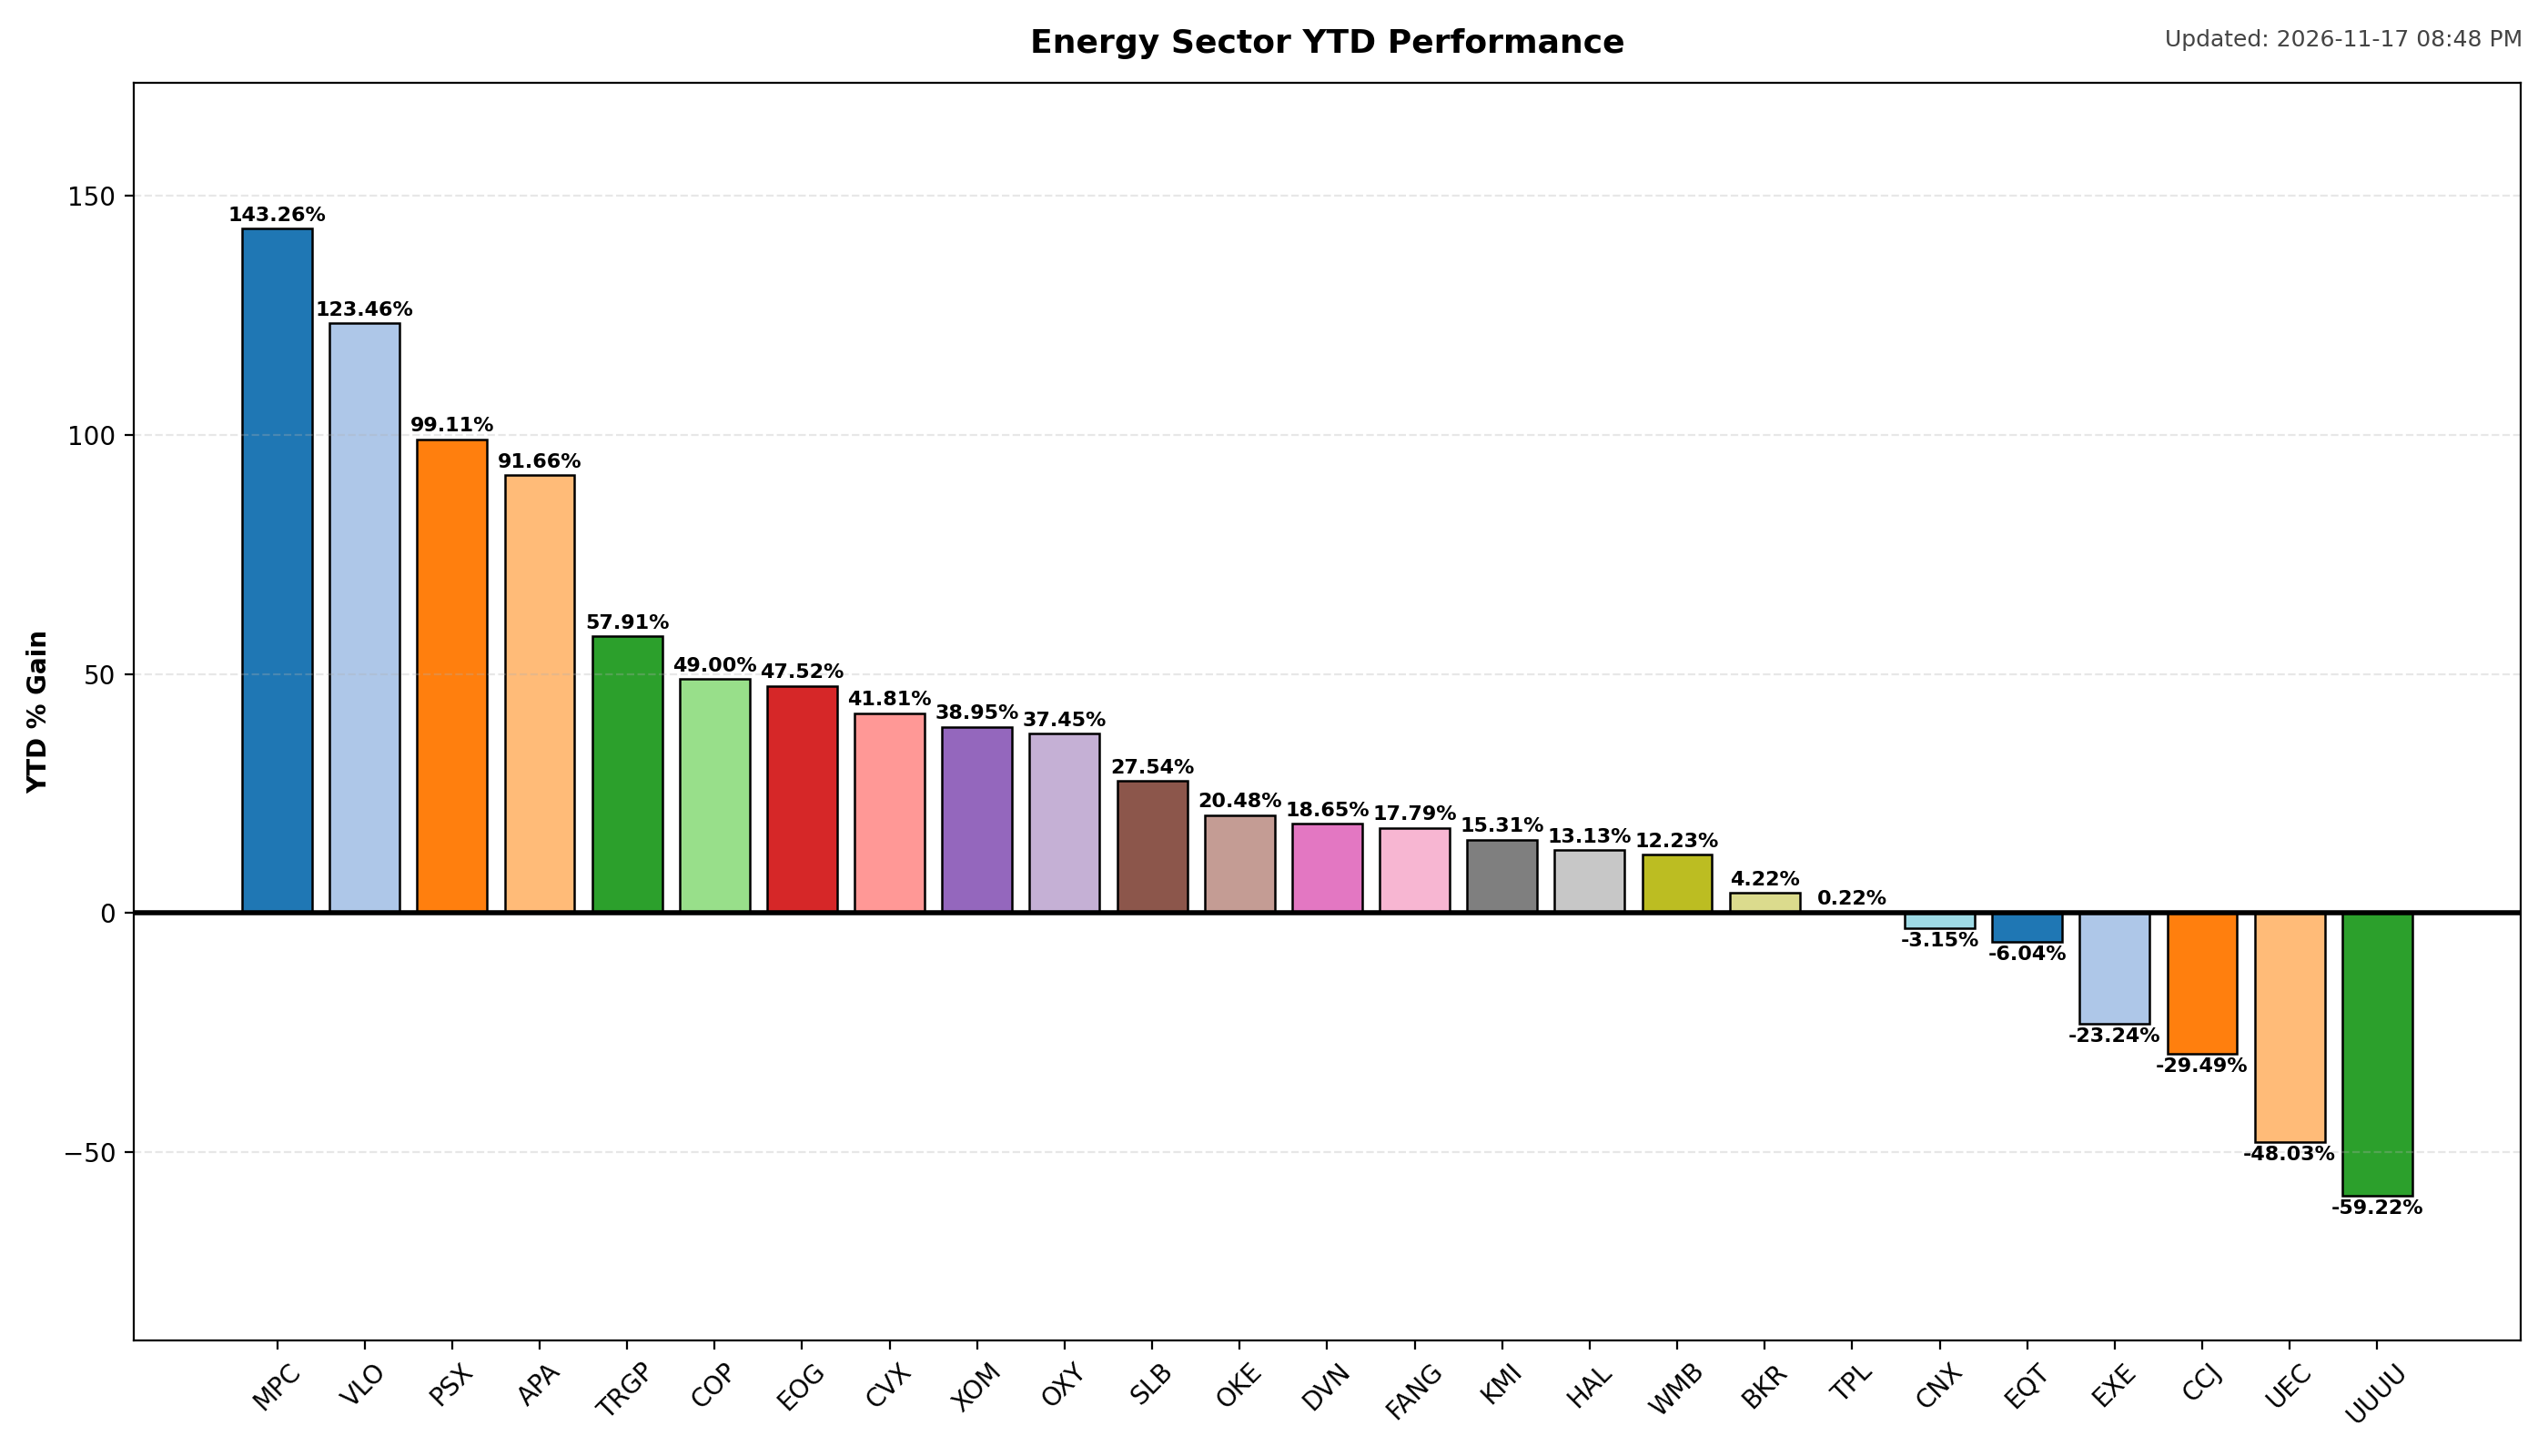 Energy Sector YTD Performance
Updated: 2026-11-17 08:48 PM
YTD % Gain
150
100
50
0
−50
143.26%
123.46%
99.11%
91.66%
57.91%
49.00%
47.52%
41.81%
38.95%
37.45%
27.54%
20.48%
18.65%
17.79%
15.31%
13.13%
12.23%
4.22%
0.22%
-3.15%
-6.04%
-23.24%
-29.49%
-48.03%
-59.22%
MPC
VLO
PSX
APA
TRGP
COP
EOG
CVX
XOM
OXY
SLB
OKE
DVN
FANG
KMI
HAL
WMB
BKR
TPL
CNX
EQT
EXE
CCJ
UEC
UUUU